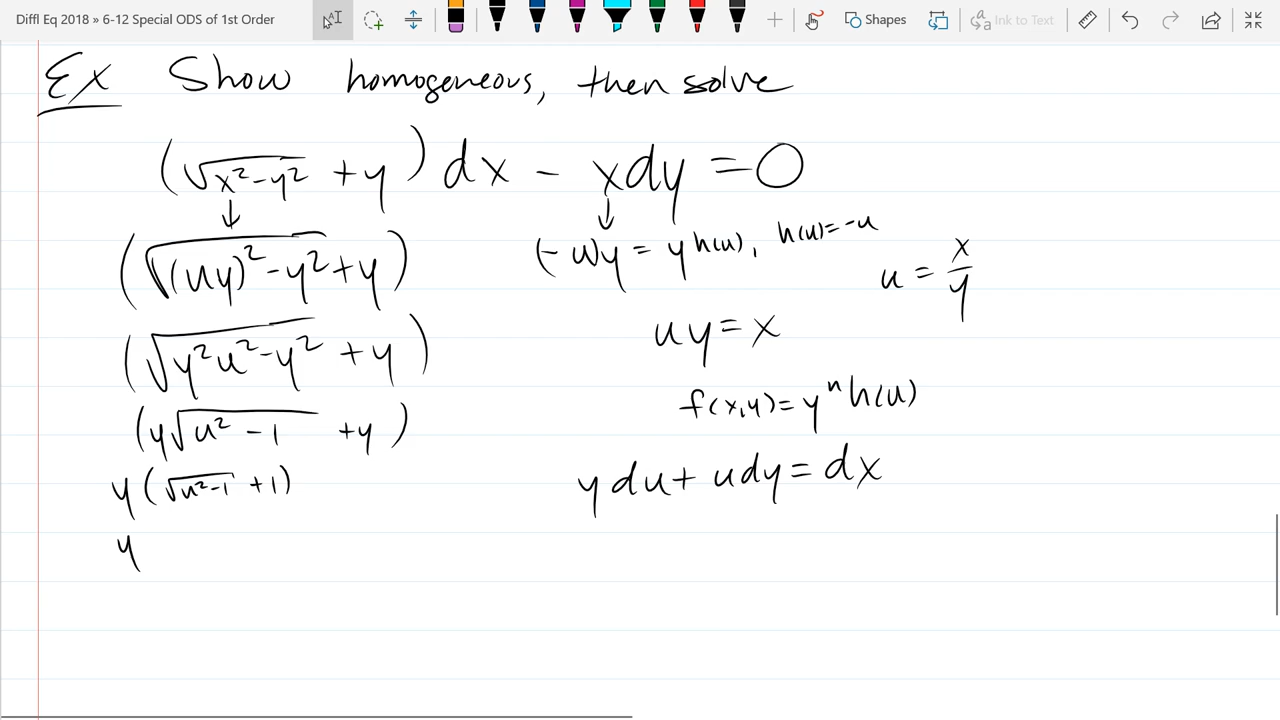 Diffl Eq 2018 » 6-12 Special ODS of 1st Order
Shapes
Ink to Text
Ex Show homogeneous, then solve
(√x²-y² + y) dx - x dy = 0
(√(uy)²-y² + y)
(-u)y = y h(u), h(u) = -u
u = x/y
uy = x
(√y²u²-y² + y)
f(x,y) = yⁿ h(u)
(y√u² - 1 + y)
y du + u dy = dx
y (√u²-1 + 1)
y